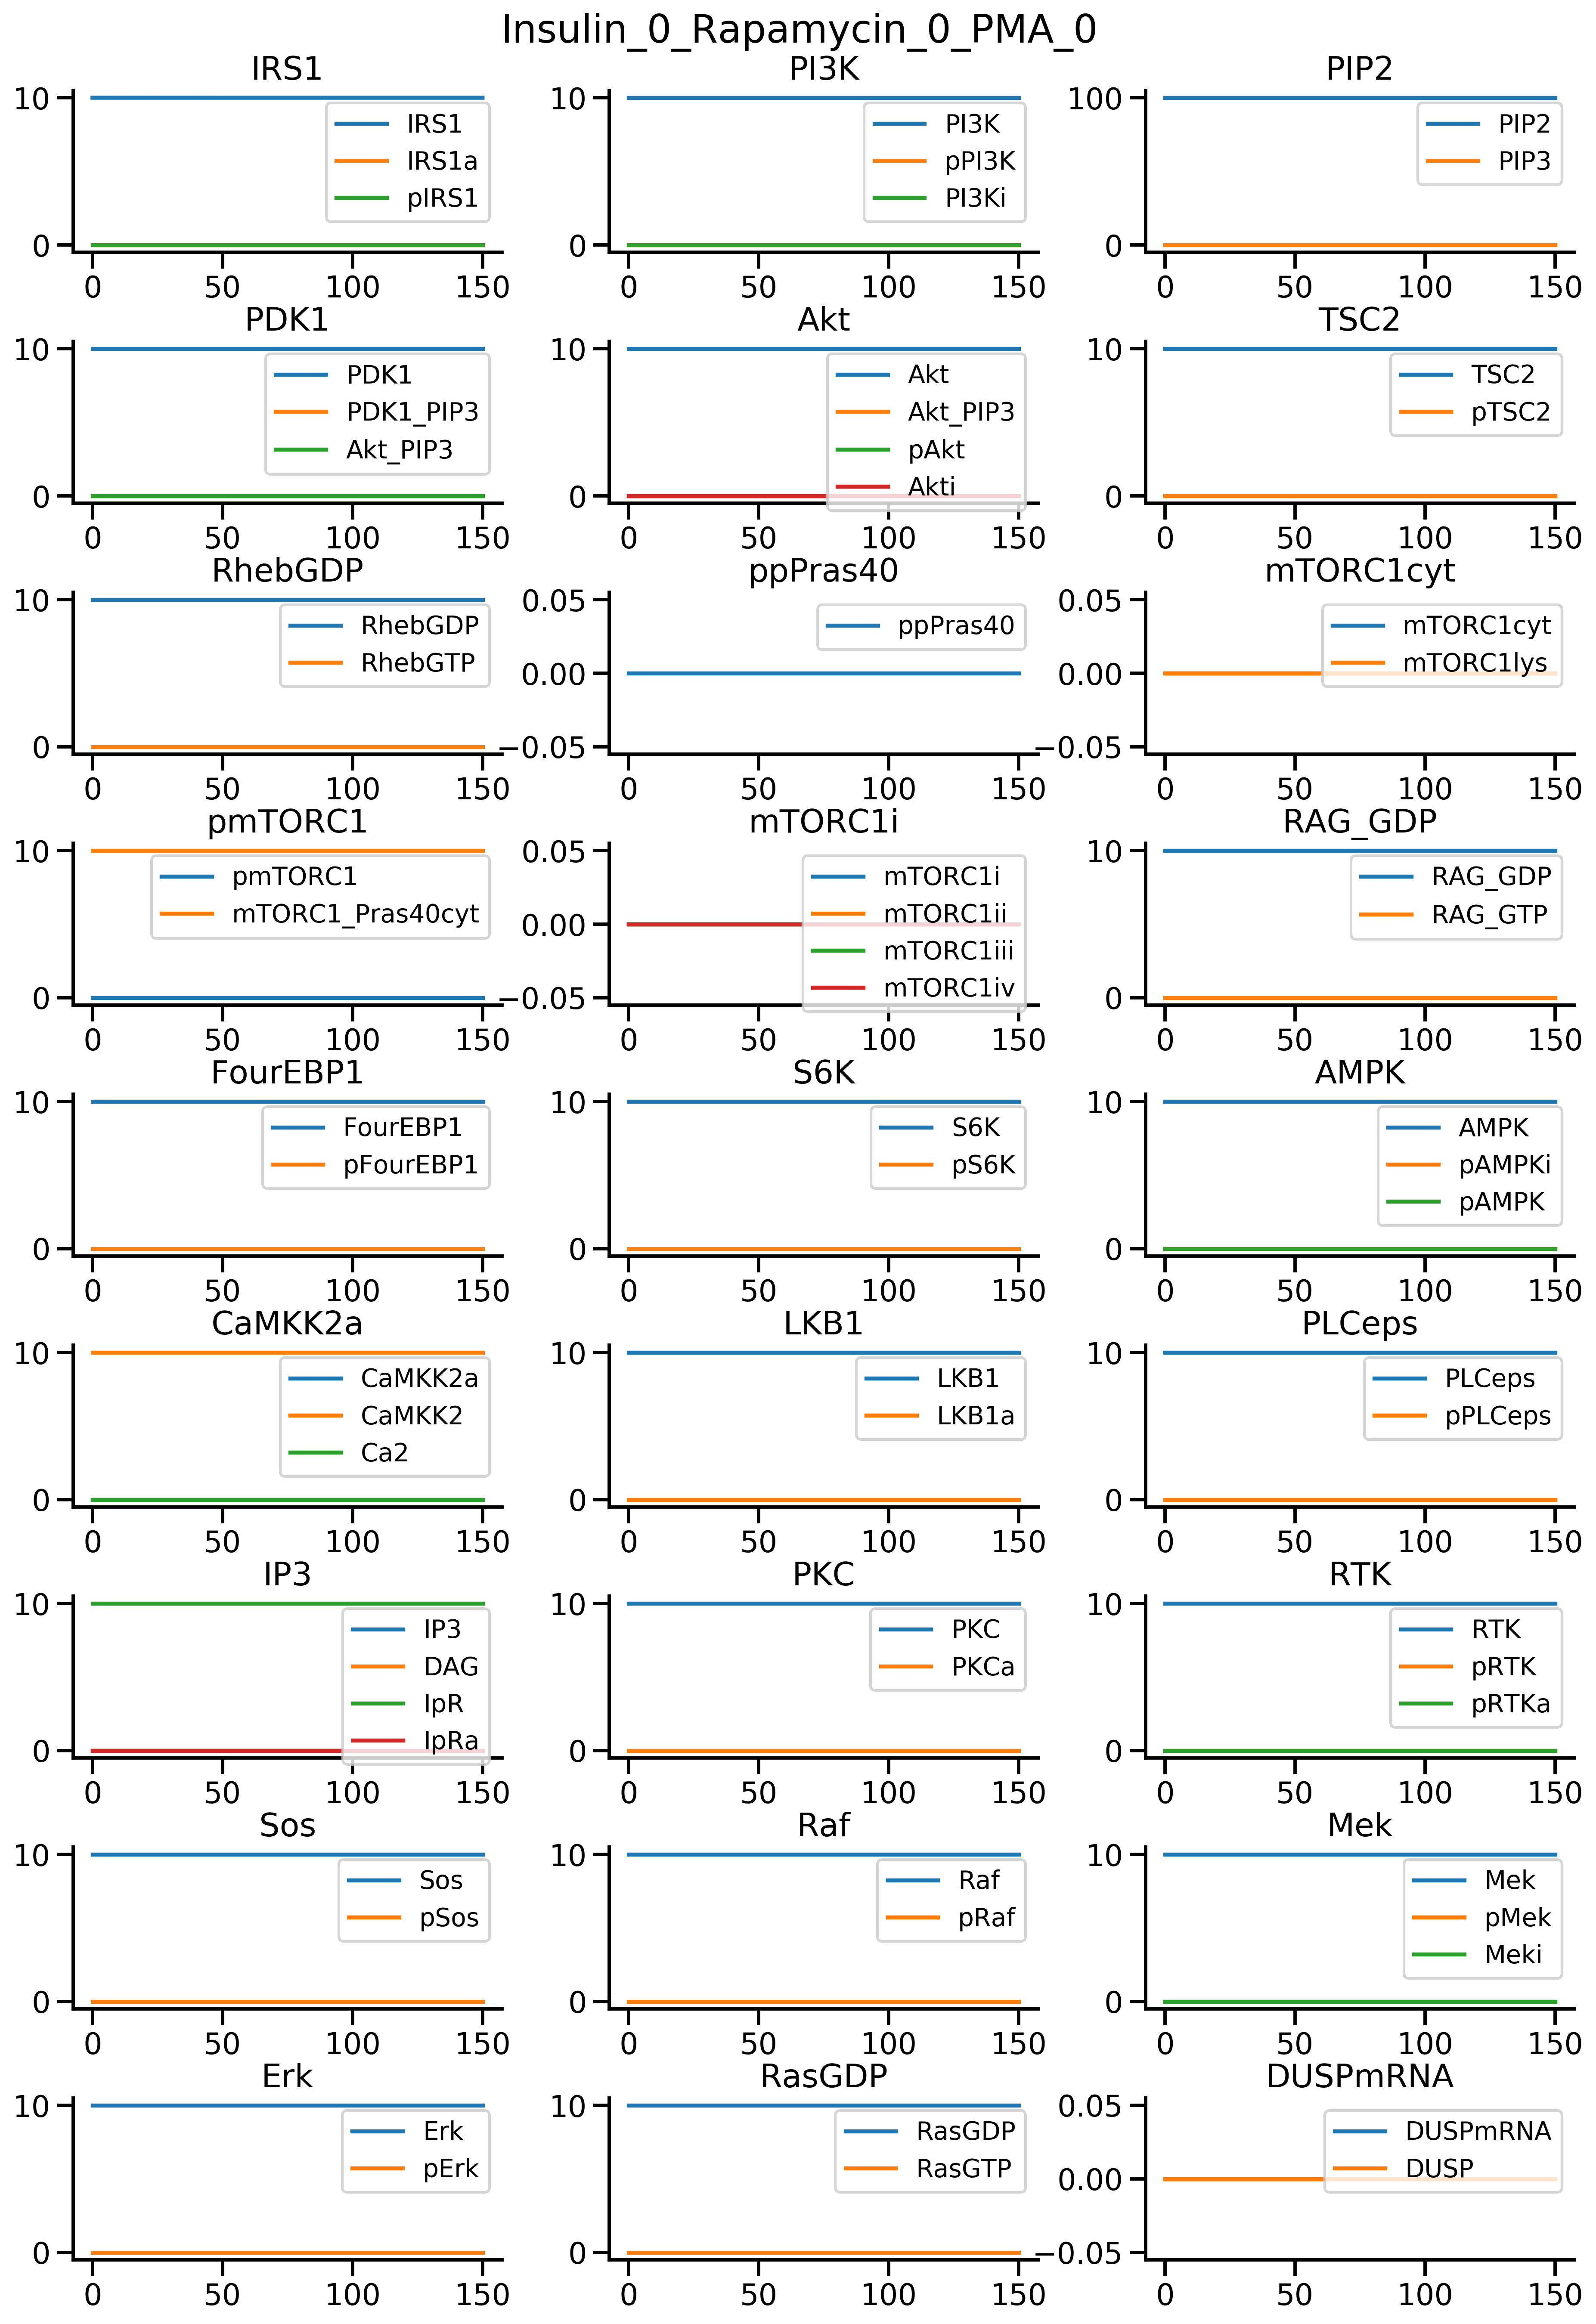 Insulin_0_Rapamycin_0_PMA_0
IRS1
10
0
0 50 100 150
IRS1
IRS1a
pIRS1
PI3K
10
0
0 50 100 150
PI3K
pPI3K
PI3Ki
PIP2
100
0
0 50 100 150
PIP2
PIP3
PDK1
10
0
0 50 100 150
PDK1
PDK1_PIP3
Akt_PIP3
Akt
10
0
0 50 100 150
Akt
Akt_PIP3
pAkt
Akti
TSC2
10
0
0 50 100 150
TSC2
pTSC2
RhebGDP
10
0
0 50 100 150
RhebGDP
RhebGTP
ppPras40
0.05
0.00
−0.05
0 50 100 150
ppPras40
mTORC1cyt
0.05
0.00
−0.05
0 50 100 150
mTORC1cyt
mTORC1lys
pmTORC1
10
0
0 50 100 150
pmTORC1
mTORC1_Pras40cyt
mTORC1i
0.05
0.00
−0.05
0 50 100 150
mTORC1i
mTORC1ii
mTORC1iii
mTORC1iv
RAG_GDP
10
0
0 50 100 150
RAG_GDP
RAG_GTP
FourEBP1
10
0
0 50 100 150
FourEBP1
pFourEBP1
S6K
10
0
0 50 100 150
S6K
pS6K
AMPK
10
0
0 50 100 150
AMPK
pAMPKi
pAMPK
CaMKK2a
10
0
0 50 100 150
CaMKK2a
CaMKK2
Ca2
LKB1
10
0
0 50 100 150
LKB1
LKB1a
PLCeps
10
0
0 50 100 150
PLCeps
pPLCeps
IP3
10
0
0 50 100 150
IP3
DAG
IpR
IpRa
PKC
10
0
0 50 100 150
PKC
PKCa
RTK
10
0
0 50 100 150
RTK
pRTK
pRTKa
Sos
10
0
0 50 100 150
Sos
pSos
Raf
10
0
0 50 100 150
Raf
pRaf
Mek
10
0
0 50 100 150
Mek
pMek
Meki
Erk
10
0
0 50 100 150
Erk
pErk
RasGDP
10
0
0 50 100 150
RasGDP
RasGTP
DUSPmRNA
0.05
0.00
−0.05
0 50 100 150
DUSPmRNA
DUSP